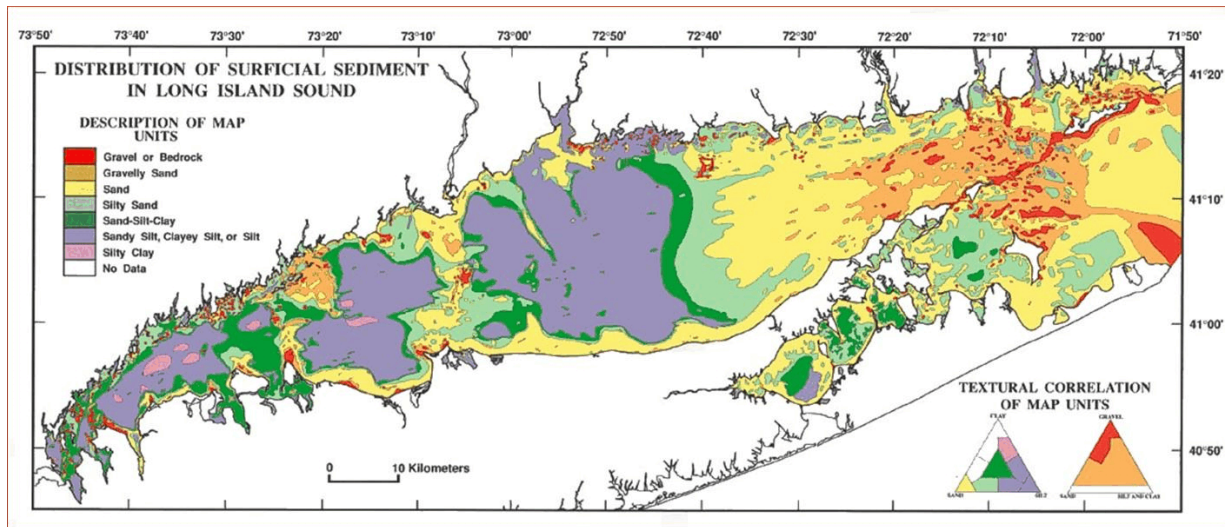 73°50' 73°40' 73°30' 73°20' 73°10' 73°00' 72°50' 72°40' 72°30' 72°20' 72°10' 72°00' 71°50'
DISTRIBUTION OF SURFICIAL SEDIMENT
IN LONG ISLAND SOUND
41°20'
DESCRIPTION OF MAP
UNITS
Gravel or Bedrock
Gravelly Sand
Sand
Silty Sand
Sand-Silt-Clay
Sandy Silt, Clayey Silt, or Silt
Silty Clay
No Data
41°10'
41°00'
TEXTURAL CORRELATION
OF MAP UNITS
CLAY GRAVEL
40°50'
0 10 Kilometers
SAND SILT SAND SILT AND CLAY